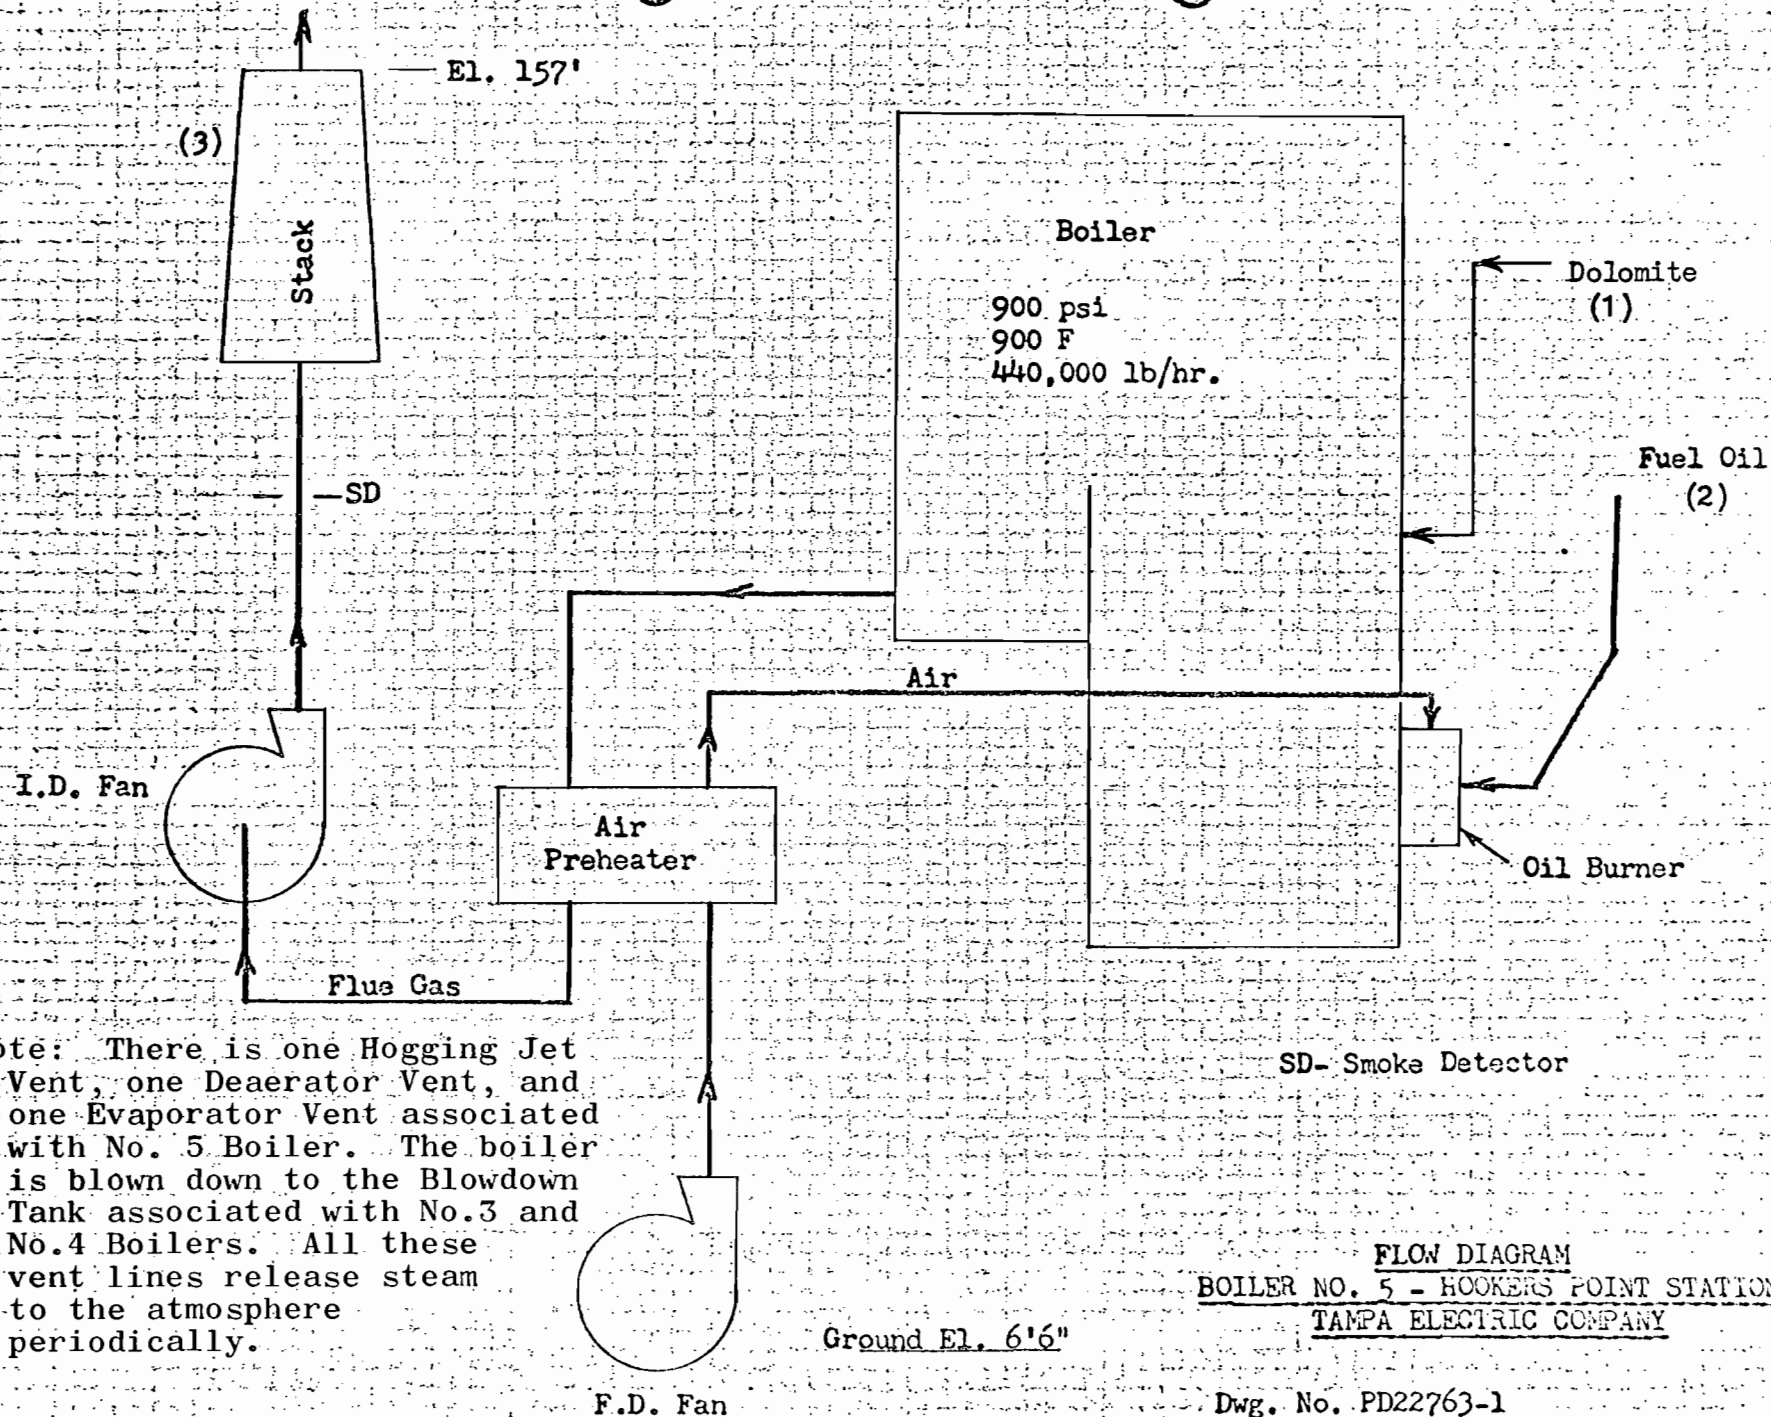 El. 157'
(3)
Stack
Boiler
900 psi
900 F
440,000 lb/hr.
Dolomite
(1)
Fuel Oil
(2)
SD
Air
I.D. Fan
Air
Preheater
Oil Burner
Flue Gas
ote: There is one Hogging Jet
Vent, one Deaerator Vent, and
one Evaporator Vent associated
with No. 5 Boiler. The boiler
is blown down to the Blowdown
Tank associated with No.3 and
No.4 Boilers. All these
vent lines release steam
to the atmosphere
periodically.
SD- Smoke Detector
FLOW DIAGRAM
BOILER NO. 5 - HOOKERS POINT STATION
TAMPA ELECTRIC COMPANY
Ground El. 6'6"
F.D. Fan
Dwg. No. PD22763-1